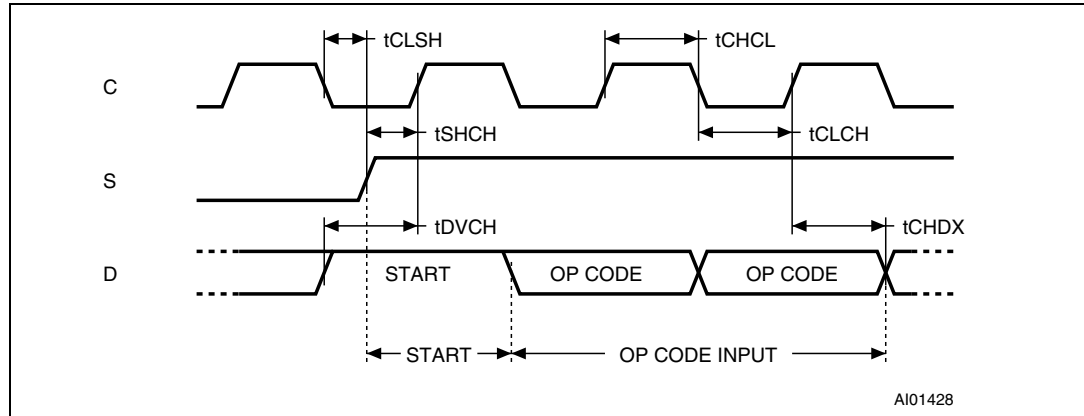 tCLSH tCHCL
C
tSHCH tCLCH
S
tDVCH tCHDX
D START OP CODE OP CODE
START OP CODE INPUT
AI01428